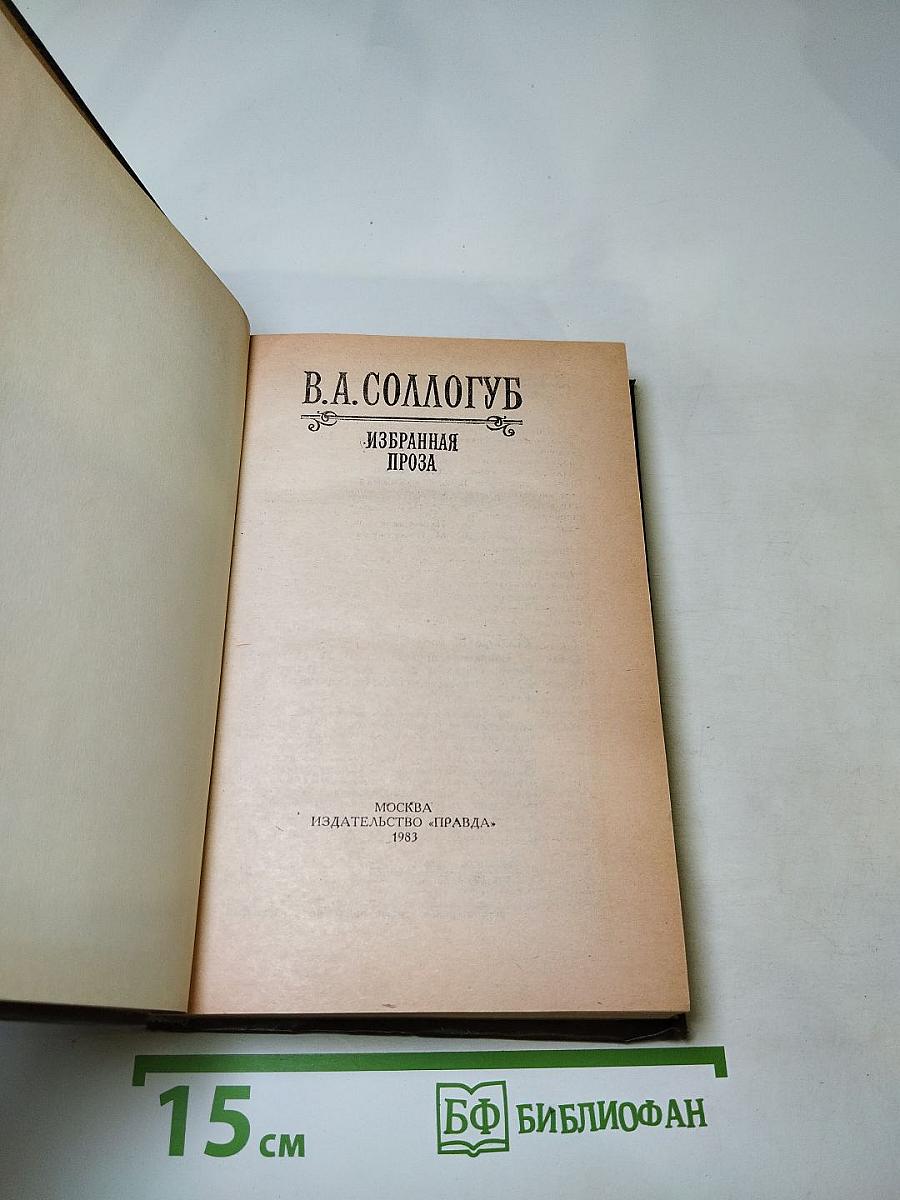 В.А.СОЛЛОГУБ
ИЗБРАННАЯ
ПРОЗА
МОСКВА
ИЗДАТЕЛЬСТВО «ПРАВДА»
1983
15 см
БФ БИБЛИОФАН